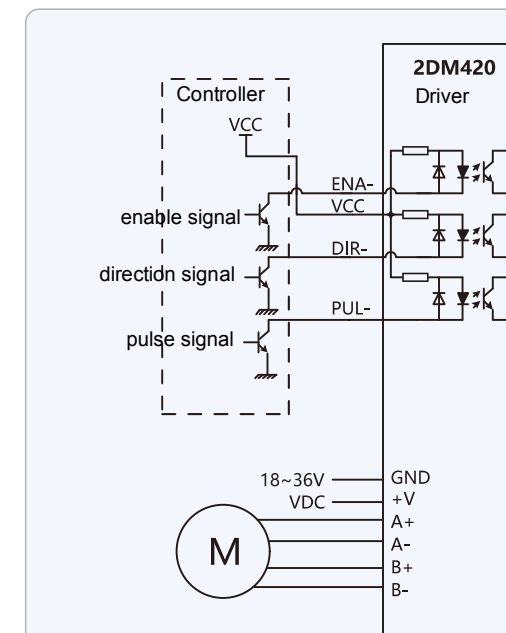 2DM420
Driver
Controller
VCC
ENA-
VCC
enable signal
DIR-
direction signal
PUL-
pulse signal
18~36V
GND
VDC
+V
A+
M
A-
B+
B-